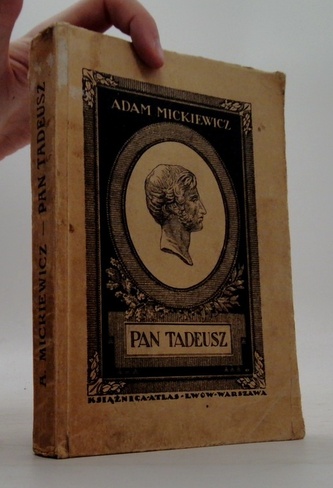 A. MICKIEWICZ — PAN TADEUSZ
ADAM MICKIEWICZ
PAN TADEUSZ
KSIĄŻNICA-ATLAS·LWÓW-WARSZAWA